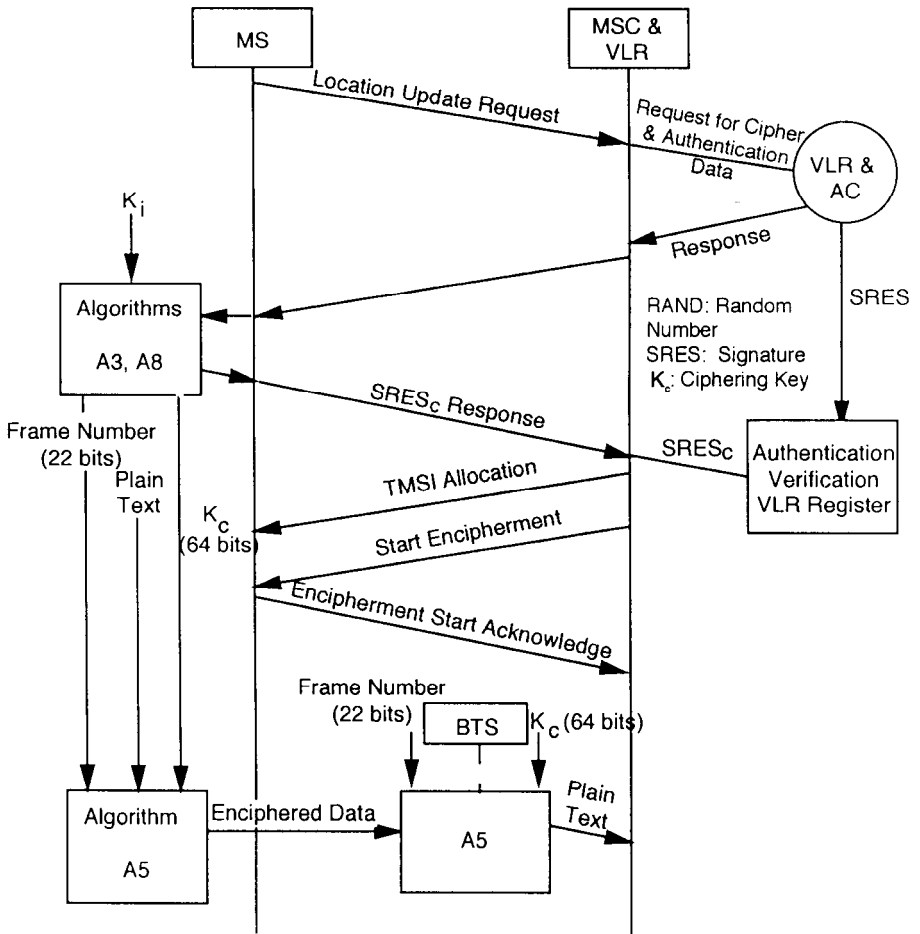 MS
MSC &
VLR
Location Update Request
Request for Cipher
& Authentication
Data
VLR &
AC
Response
Ki
Algorithms
A3, A8
RAND: Random
Number
SRES: Signature
Kc: Ciphering Key
SRES
SRESc Response
Frame Number
(22 bits)
Plain
Text
Kc
(64 bits)
SRESc
Authentication
Verification
VLR Register
TMSI Allocation
Start Encipherment
Encipherment Start Acknowledge
Frame Number
(22 bits)
BTS
Kc (64 bits)
Algorithm
A5
Enciphered Data
A5
Plain
Text